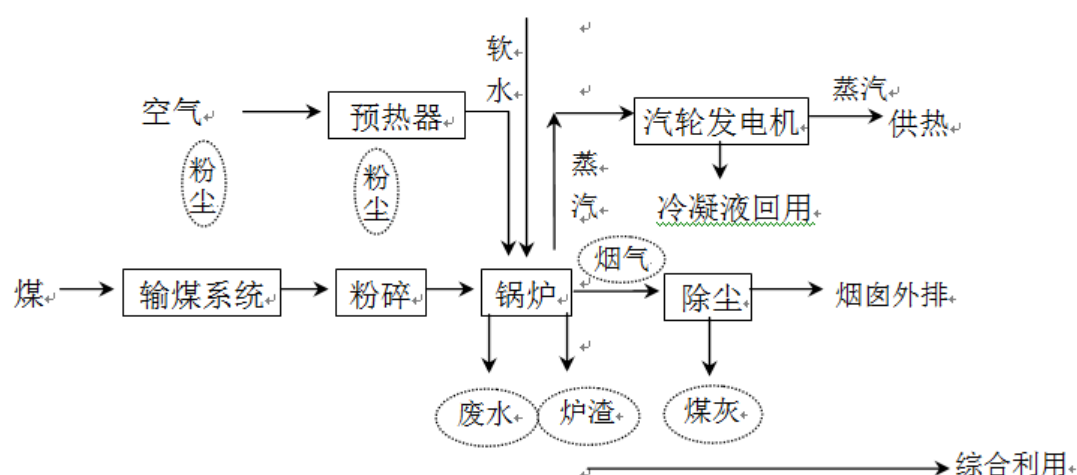 软
水
空气
预热器
汽轮发电机
蒸汽
供热
粉
尘
粉
尘
蒸
汽
冷凝液回用
烟气
煤
输煤系统
粉碎
锅炉
除尘
烟囱外排
废水
炉渣
煤灰
综合利用